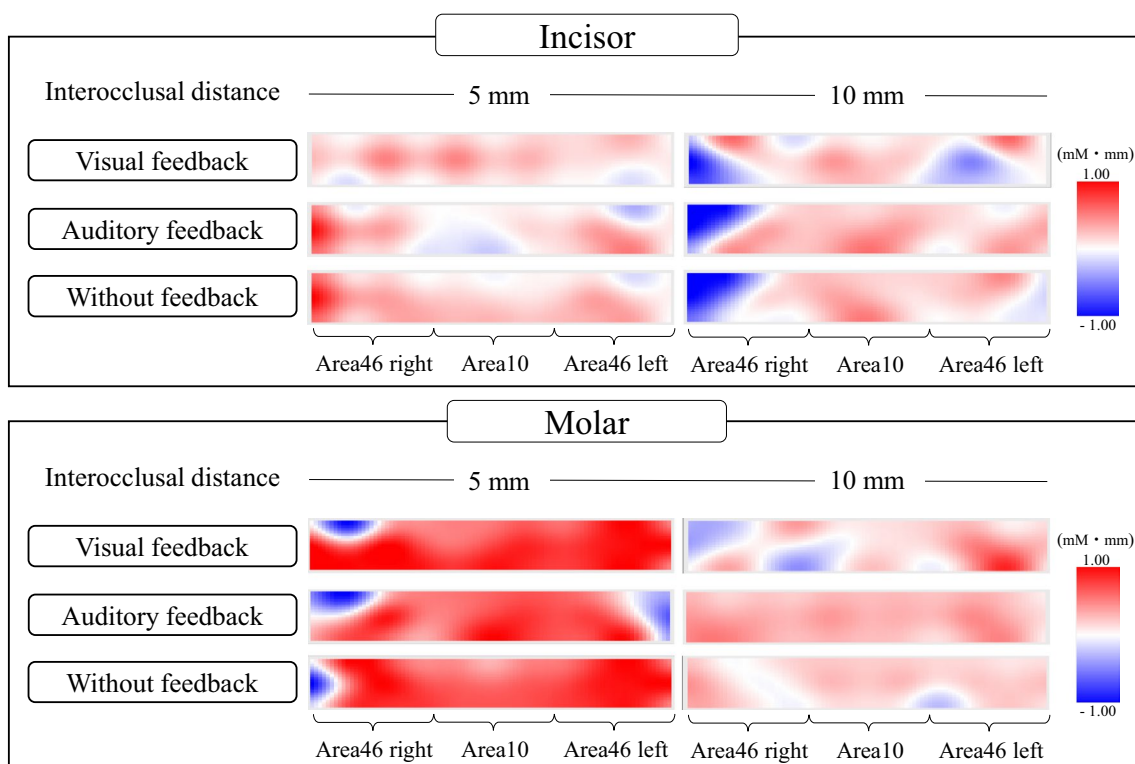 Incisor
Interocclusal distance 5 mm 10 mm
Visual feedback
(mM・mm)
1.00
Auditory feedback
Without feedback
- 1.00
Area46 right Area10 Area46 left Area46 right Area10 Area46 left
Molar
Interocclusal distance 5 mm 10 mm
Visual feedback
(mM・mm)
1.00
Auditory feedback
Without feedback
- 1.00
Area46 right Area10 Area46 left Area46 right Area10 Area46 left